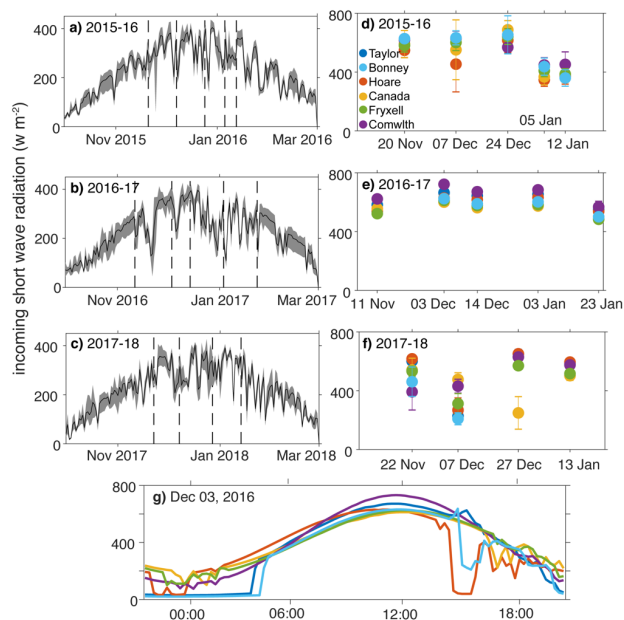 incoming short wave radiation (w m-2)
a) 2015-16
400
200
0
Nov 2015
Jan 2016
Mar 2016
b) 2016-17
400
200
0
Nov 2016
Jan 2017
Mar 2017
c) 2017-18
400
200
0
Nov 2017
Jan 2018
Mar 2018
d) 2015-16
800
400
0
Taylor
Bonney
Hoare
Canada
Fryxell
Comwlth
05 Jan
20 Nov
07 Dec
24 Dec
12 Jan
e) 2016-17
800
400
0
11 Nov
03 Dec
14 Dec
03 Jan
23 Jan
f) 2017-18
800
400
0
22 Nov
07 Dec
27 Dec
13 Jan
g) Dec 03, 2016
800
400
0
00:00
06:00
12:00
18:00